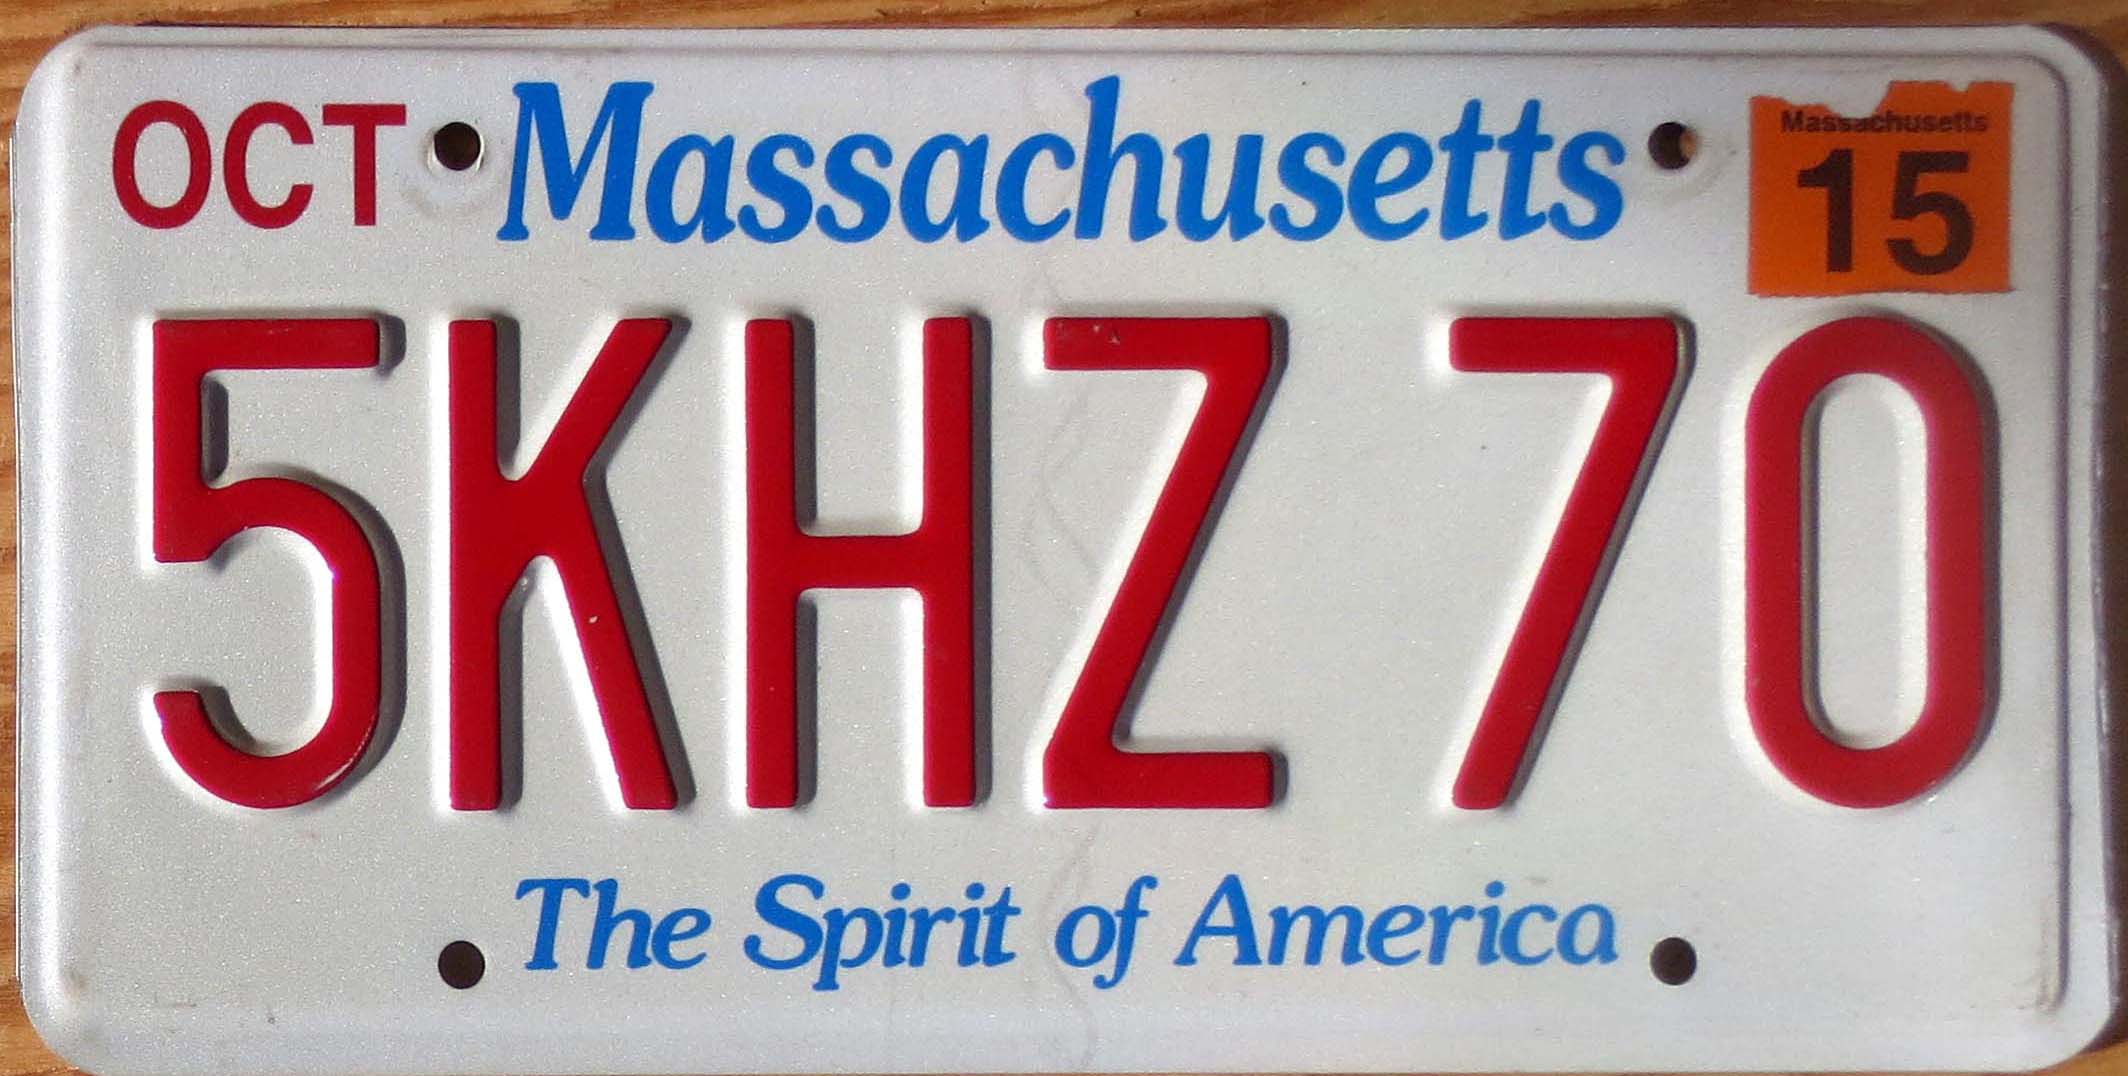 OCT Massachusetts
Massachusetts
15
5KHZ 70
The Spirit of America